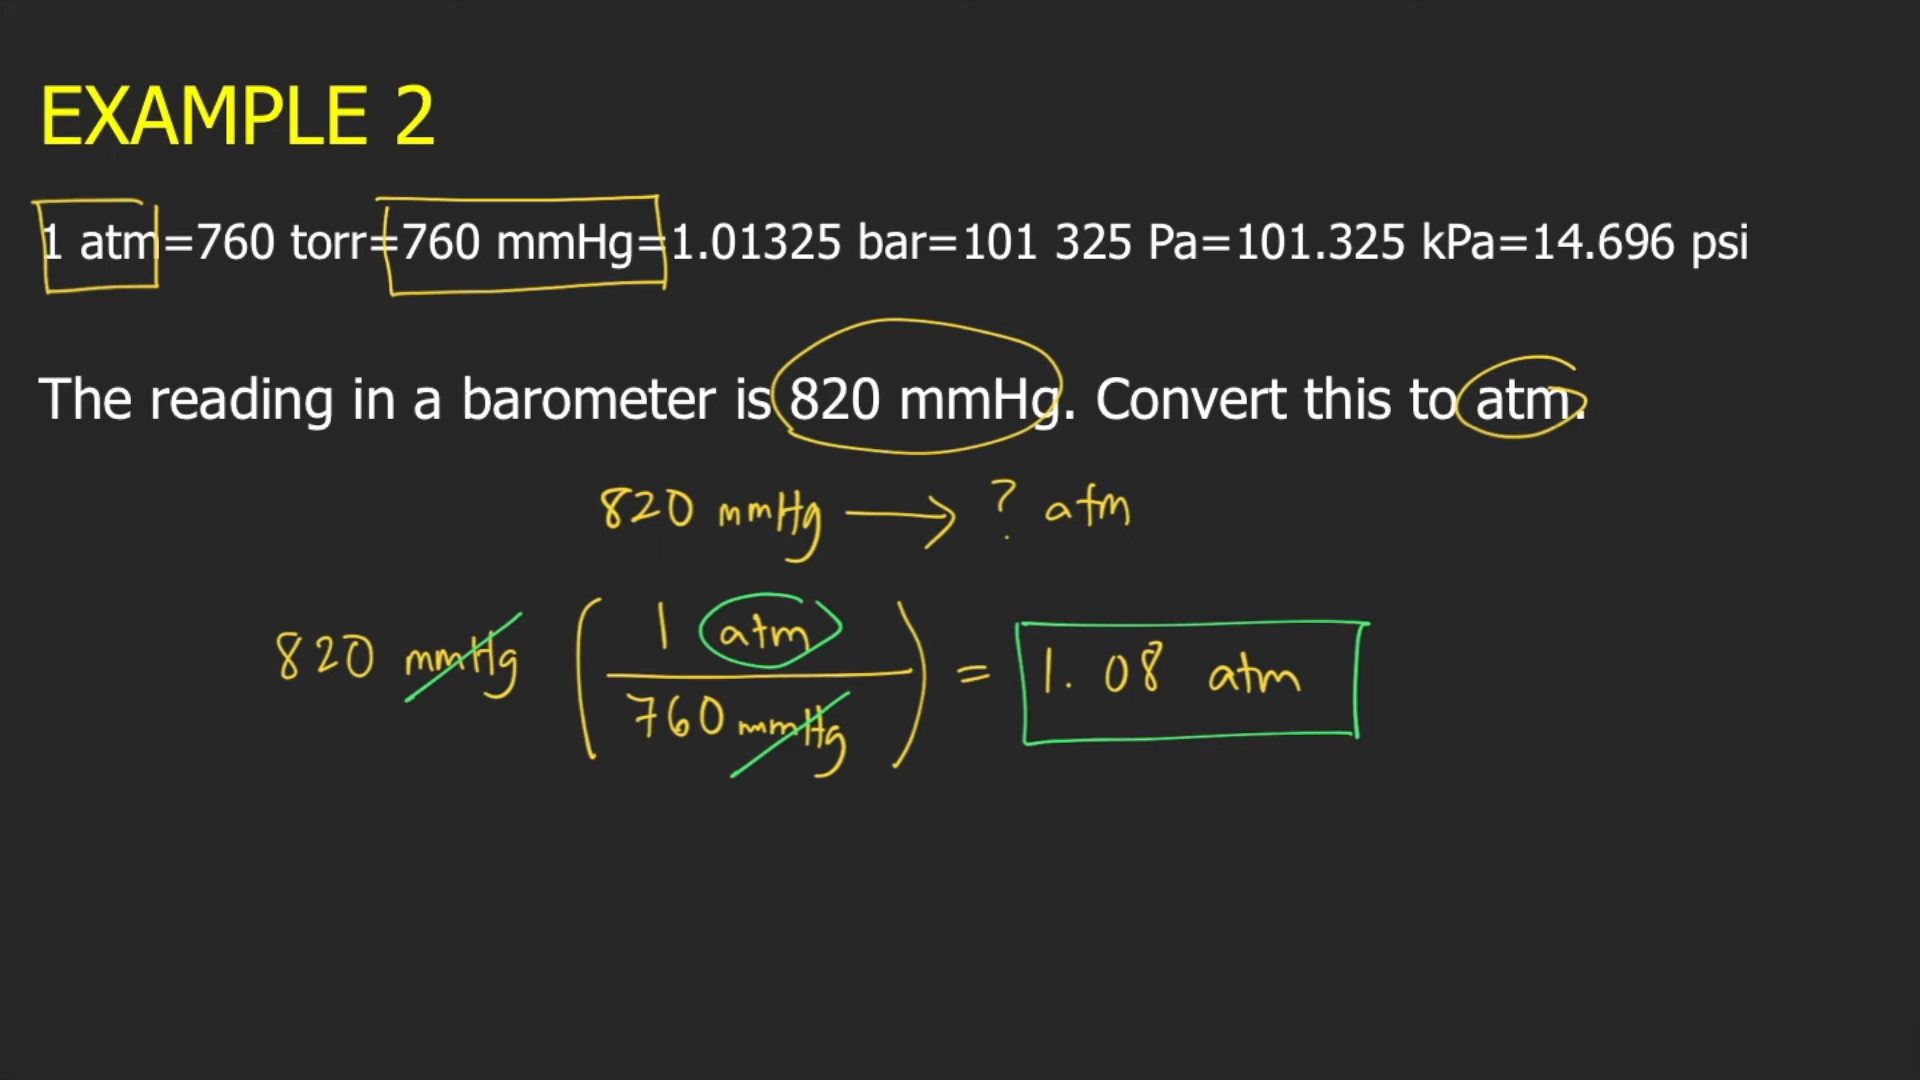 EXAMPLE 2
1 atm=760 torr=760 mmHg=1.01325 bar=101 325 Pa=101.325 kPa=14.696 psi
The reading in a barometer is 820 mmHg. Convert this to atm.
820 mmHg → ? atm
820 mmHg ( 1 atm / 760 mmHg ) = 1.08 atm